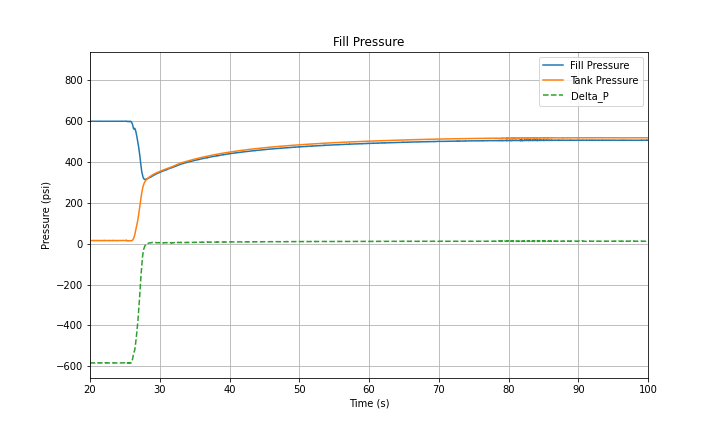 Fill Pressure
Fill Pressure
Tank Pressure
Delta_P
800
600
400
200
0
−200
−400
−600
Pressure (psi)
20 30 40 50 60 70 80 90 100
Time (s)